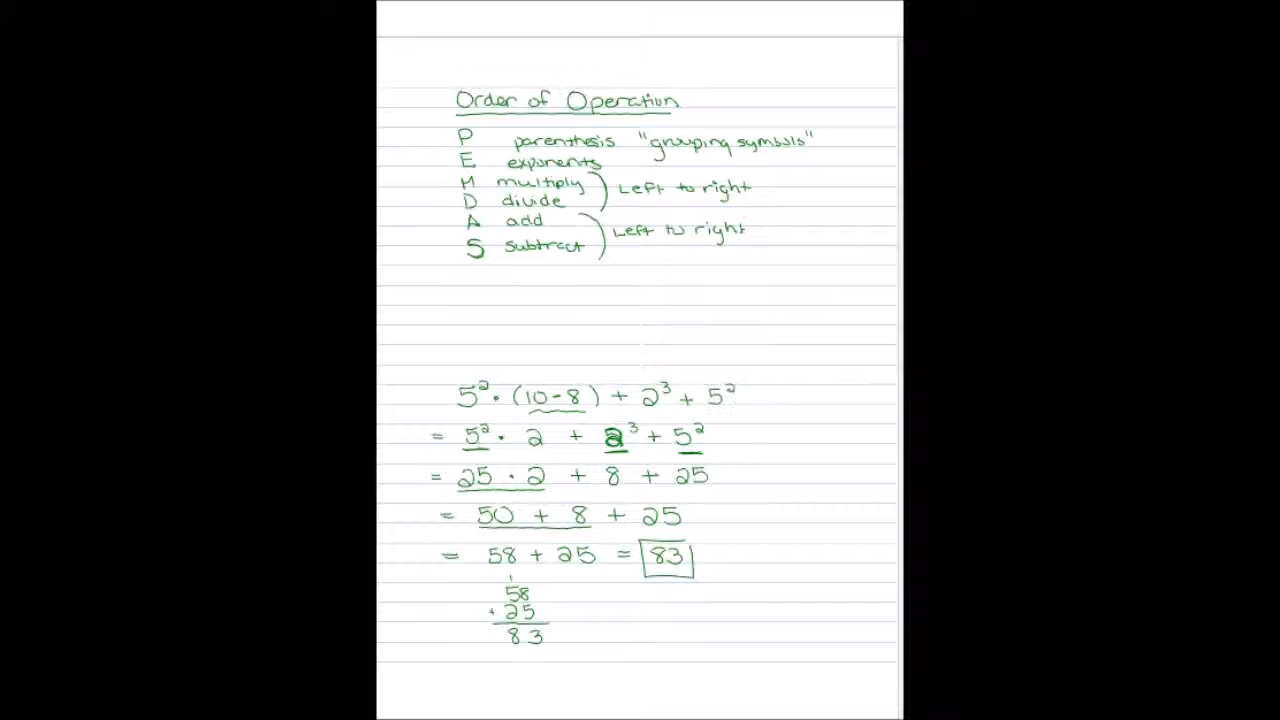 Order of Operation
P parenthesis "grouping symbols"
E exponents
M multiply
D divide
Left to right
A add
S subtract
Left to right
5² · (10 - 8) + 2³ + 5²
= 5² · 2 + 2³ + 5²
= 25 · 2 + 8 + 25
= 50 + 8 + 25
= 58 + 25 = 83
1
58
+ 25
83